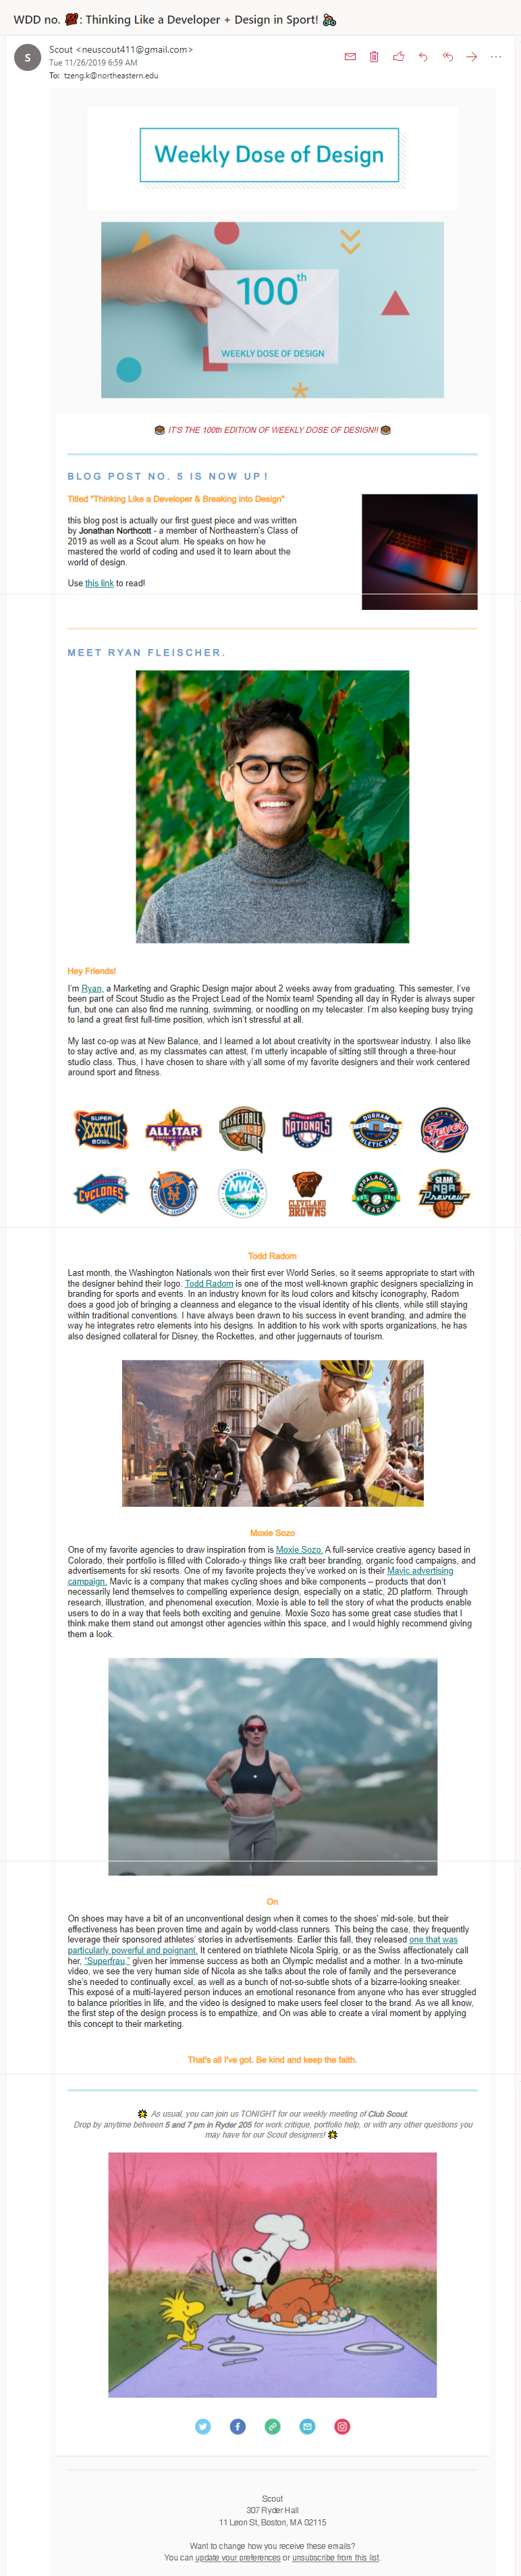 WDD no. 💯: Thinking Like a Developer + Design in Sport! 🚴
S
Scout <neuscout411@gmail.com>
Tue 11/26/2019 6:59 AM
To: tzeng.k@northeastern.edu
Weekly Dose of Design
100th
WEEKLY DOSE OF DESIGN
IT'S THE 100th EDITION OF WEEKLY DOSE OF DESIGN!!
BLOG POST NO. 5 IS NOW UP!
Titled "Thinking Like a Developer & Breaking into Design"
this blog post is actually our first guest piece and was written
by Jonathan Northcott - a member of Northeastern's Class of
2019 as well as a Scout alum. He speaks on how he
mastered the world of coding and used it to learn about the
world of design.
Use this link to read!
MEET RYAN FLEISCHER.
Hey Friends!
I'm Ryan, a Marketing and Graphic Design major about 2 weeks away from graduating. This semester, I've
been part of Scout Studio as the Project Lead of the Nomix team! Spending all day in Ryder is always super
fun, but one can also find me running, swimming, or noodling on my telecaster. I'm also keeping busy trying
to land a great first full-time position, which isn't stressful at all.
My last co-op was at New Balance, and I learned a lot about creativity in the sportswear industry. I also like
to stay active and, as my classmates can attest, I'm utterly incapable of sitting still through a three-hour
studio class. Thus, I have chosen to share with y'all some of my favorite designers and their work centered
around sport and fitness.
SUPER XXXVIII BOWL
ALL-STAR
BASKETBALL
NATIONALS
DURHAM ATHLETIC PARK
Fever
CYCLONES
NWL
CLEVELAND BROWNS
APPALACHIAN LEAGUE
SLAM NBA Preview
Todd Radom
Last month, the Washington Nationals won their first ever World Series, so it seems appropriate to start with
the designer behind their logo. Todd Radom is one of the most well-known graphic designers specializing in
branding for sports and events. In an industry known for its loud colors and kitschy iconography, Radom
does a good job of bringing a cleanness and elegance to the visual identity of his clients, while still staying
within traditional conventions. I have always been drawn to his success in event branding, and admire the
way he integrates retro elements into his designs. In addition to his work with sports organizations, he has
also designed collateral for Disney, the Rockettes, and other juggernauts of tourism.
Moxie Sozo
One of my favorite agencies to draw inspiration from is Moxie Sozo. A full-service creative agency based in
Colorado, their portfolio is filled with Colorado-y things like craft beer branding, organic food campaigns, and
advertisements for ski resorts. One of my favorite projects they've worked on is their Mavic advertising
campaign. Mavic is a company that makes cycling shoes and bike components – products that don't
necessarily lend themselves to compelling experience design, especially on a static, 2D platform. Through
research, illustration, and phenomenal execution, Moxie is able to tell the story of what the products enable
users to do in a way that feels both exciting and genuine. Moxie Sozo has some great case studies that I
think make them stand out amongst other agencies within this space, and I would highly recommend giving
them a look.
On
On shoes may have a bit of an unconventional design when it comes to the shoes' mid-sole, but their
effectiveness has been proven time and again by world-class runners. This being the case, they frequently
leverage their sponsored athletes' stories in advertisements. Earlier this fall, they released one that was
particularly powerful and poignant. It centered on triathlete Nicola Spirig, or as the Swiss affectionately call
her, "Superfrau," given her immense success as both an Olympic medalist and a mother. In a two-minute
video, we see the very human side of Nicola as she talks about the role of family and the perseverance
she's needed to continually excel, as well as a bunch of not-so-subtle shots of a bizarre-looking sneaker.
This exposé of a multi-layered person induces an emotional resonance from anyone who has ever struggled
to balance priorities in life, and the video is designed to make users feel closer to the brand. As we all know,
the first step of the design process is to empathize, and On was able to create a viral moment by applying
this concept to their marketing.
That's all I've got. Be kind and keep the faith.
As usual, you can join us TONIGHT for our weekly meeting of Club Scout.
Drop by anytime between 5 and 7 pm in Ryder 205 for work critique, portfolio help, or with any other questions you
may have for our Scout designers!
Scout
307 Ryder Hall
11 Leon St, Boston, MA 02115
Want to change how you receive these emails?
You can update your preferences or unsubscribe from this list.